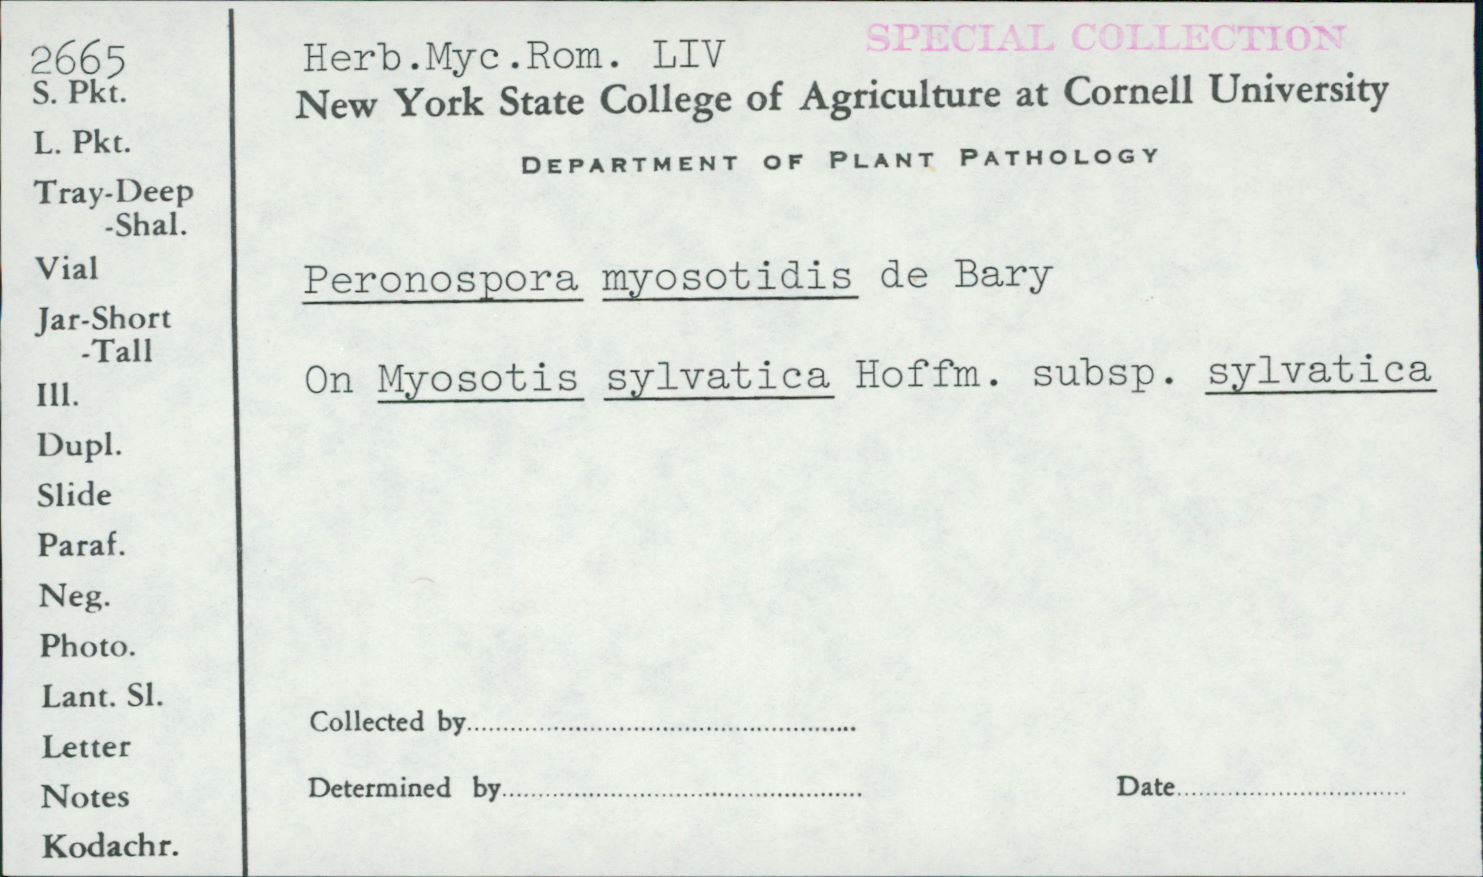 2665
S. Pkt.
L. Pkt.
Tray-Deep
-Shal.
Vial
Jar-Short
-Tall
Ill.
Dupl.
Slide
Paraf.
Neg.
Photo.
Lant. Sl.
Letter
Notes
Kodachr.
SPECIAL COLLECTION
Herb.Myc.Rom. LIV
New York State College of Agriculture at Cornell University
DEPARTMENT OF PLANT PATHOLOGY
Peronospora myosotidis de Bary
On Myosotis sylvatica Hoffm. subsp. sylvatica
Collected by
Determined by
Date